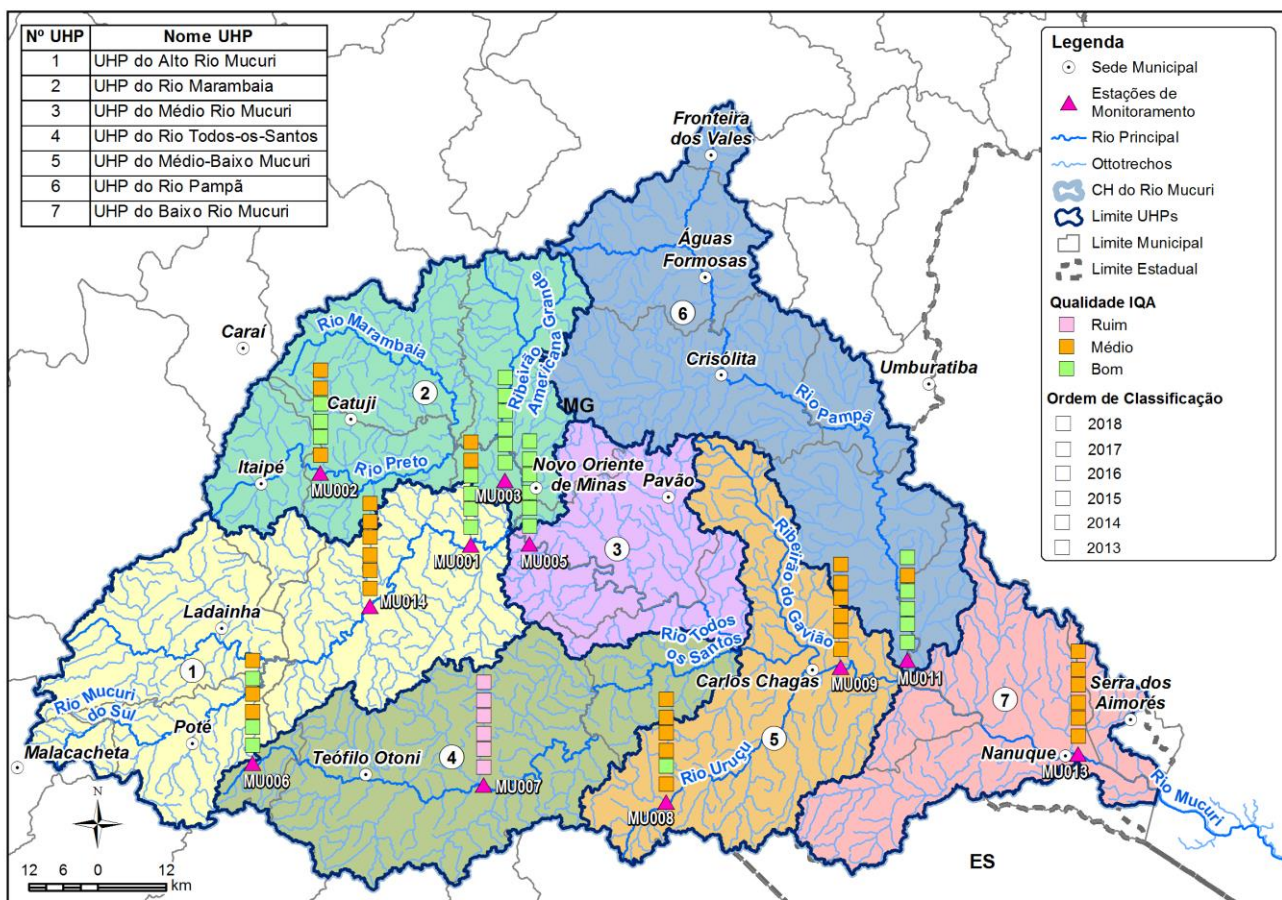 Nº UHP Nome UHP
1 UHP do Alto Rio Mucuri
2 UHP do Rio Marambaia
3 UHP do Médio Rio Mucuri
4 UHP do Rio Todos-os-Santos
5 UHP do Médio-Baixo Mucuri
6 UHP do Rio Pampã
7 UHP do Baixo Rio Mucuri
Legenda
Sede Municipal
Estações de
Monitoramento
Rio Principal
Ottotrechos
CH do Rio Mucuri
Limite UHPs
Limite Municipal
Limite Estadual
Qualidade IQA
Ruim
Médio
Bom
Ordem de Classificação
2018
2017
2016
2015
2014
2013
Fronteira
dos Vales
Águas
Formosas
6
Crisólita
Umburatiba
Rio
Pampã
Caraí
Rio Marambaia
Ribeirão
Americana Grande
MG
2
Catuji
Rio Preto
Itaipé
MU002
MU003
Novo Oriente
de Minas
Pavão
MU001
MU005
3
MU014
Ribeirão do Gavião
Ladainha
1
Rio Mucuri
do Sul
Poté
Malacacheta
MU006
Rio Todos
os Santos
Carlos Chagas
MU009
MU011
7
Serra dos
Aimorés
Nanuque
MU013
Rio Mucuri
Teófilo Otoni
4
MU007
MU008
Rio Uruçu
5
ES
N
S
12 6 0 12
km